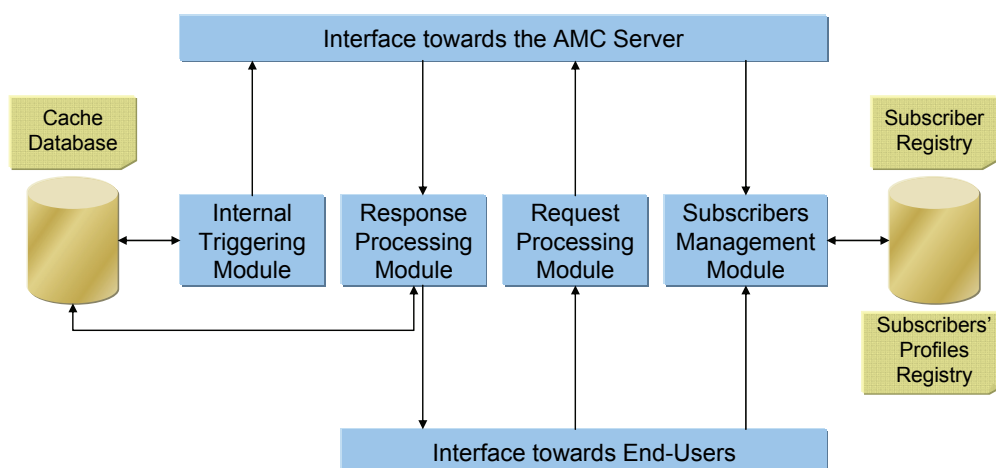 Interface towards the AMC Server
Cache
Database
Subscriber
Registry
Internal
Triggering
Module
Response
Processing
Module
Request
Processing
Module
Subscribers
Management
Module
Subscribers’
Profiles
Registry
Interface towards End-Users